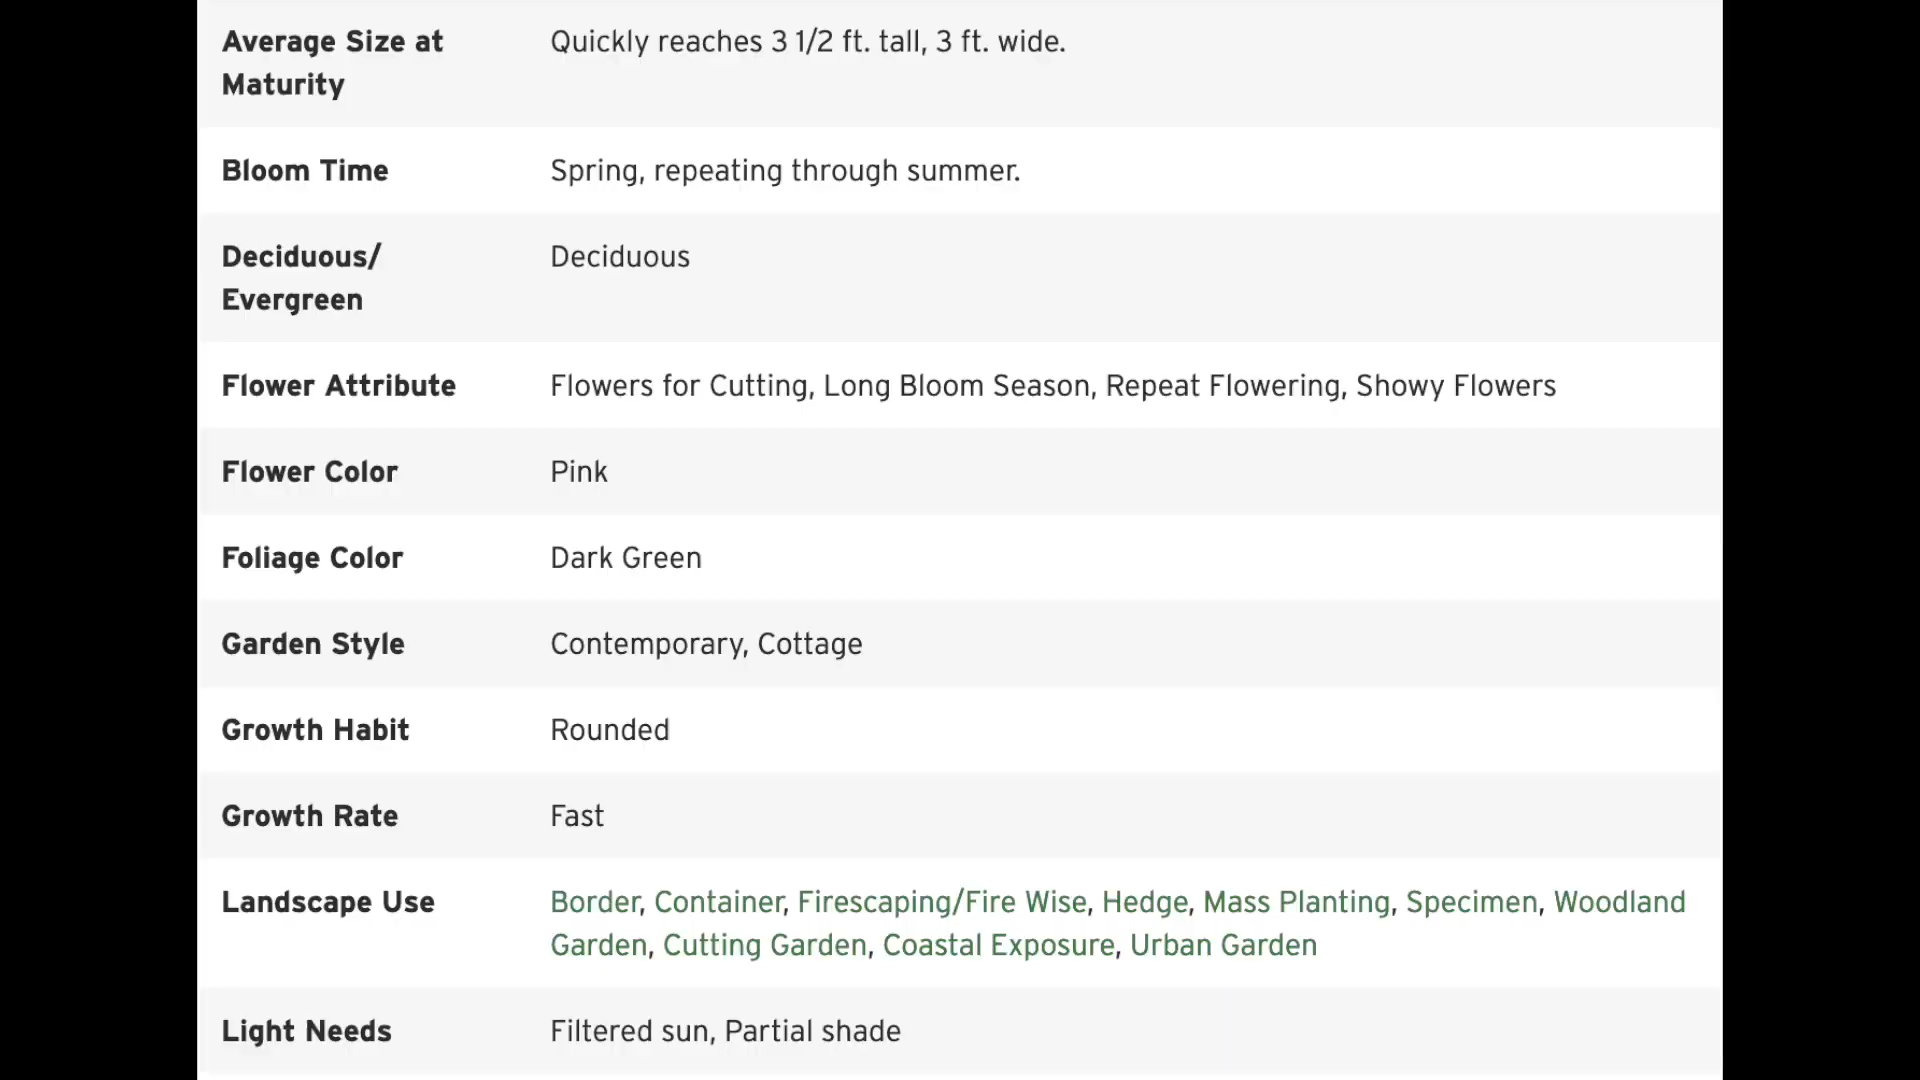 Average Size at Maturity Quickly reaches 3 1/2 ft. tall, 3 ft. wide.
Bloom Time Spring, repeating through summer.
Deciduous/ Evergreen Deciduous
Flower Attribute Flowers for Cutting, Long Bloom Season, Repeat Flowering, Showy Flowers
Flower Color Pink
Foliage Color Dark Green
Garden Style Contemporary, Cottage
Growth Habit Rounded
Growth Rate Fast
Landscape Use Border, Container, Firescaping/Fire Wise, Hedge, Mass Planting, Specimen, Woodland
Garden, Cutting Garden, Coastal Exposure, Urban Garden
Light Needs Filtered sun, Partial shade